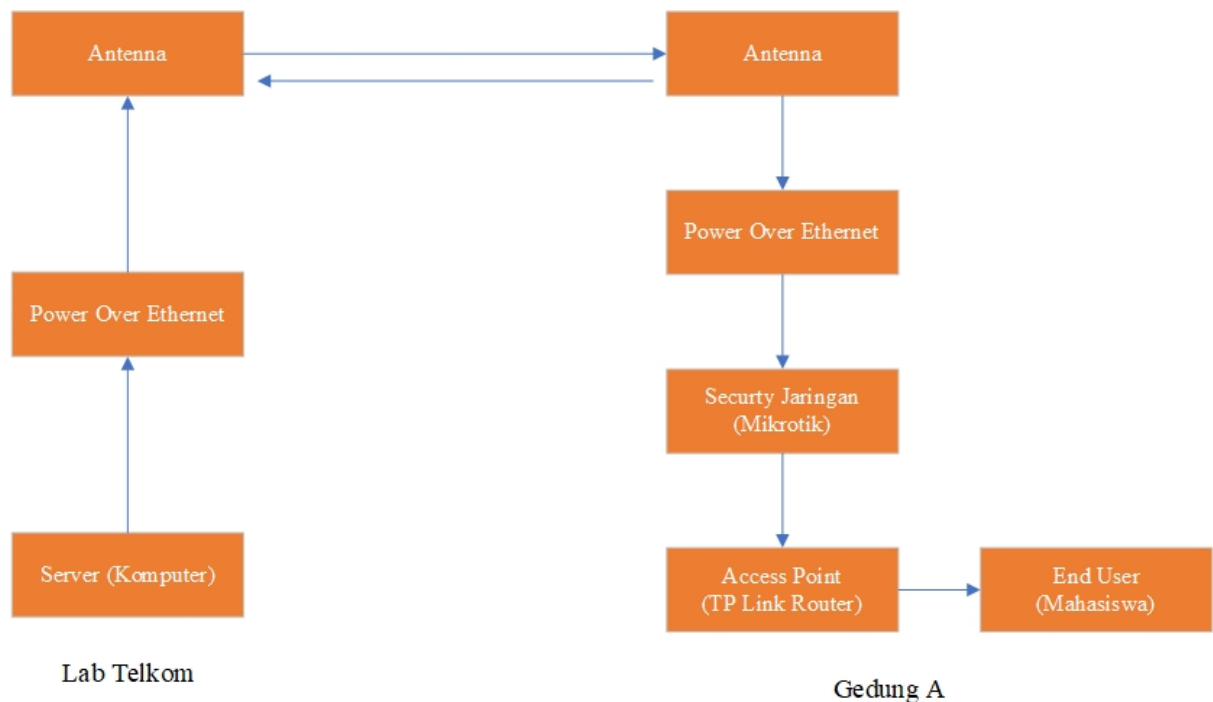 Antenna
Antenna
Power Over Ethernet
Power Over Ethernet
Securty Jaringan
(Mikrotik)
Server (Komputer)
Access Point
(TP Link Router)
End User
(Mahasiswa)
Lab Telkom
Gedung A